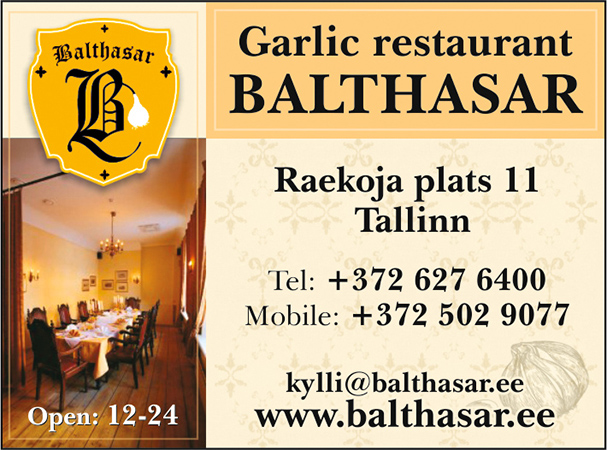 Balthasar
B
Garlic restaurant
BALTHASAR
Raekoja plats 11
Tallinn
Tel: +372 627 6400
Mobile: +372 502 9077
kylli@balthasar.ee
www.balthasar.ee
Open: 12-24